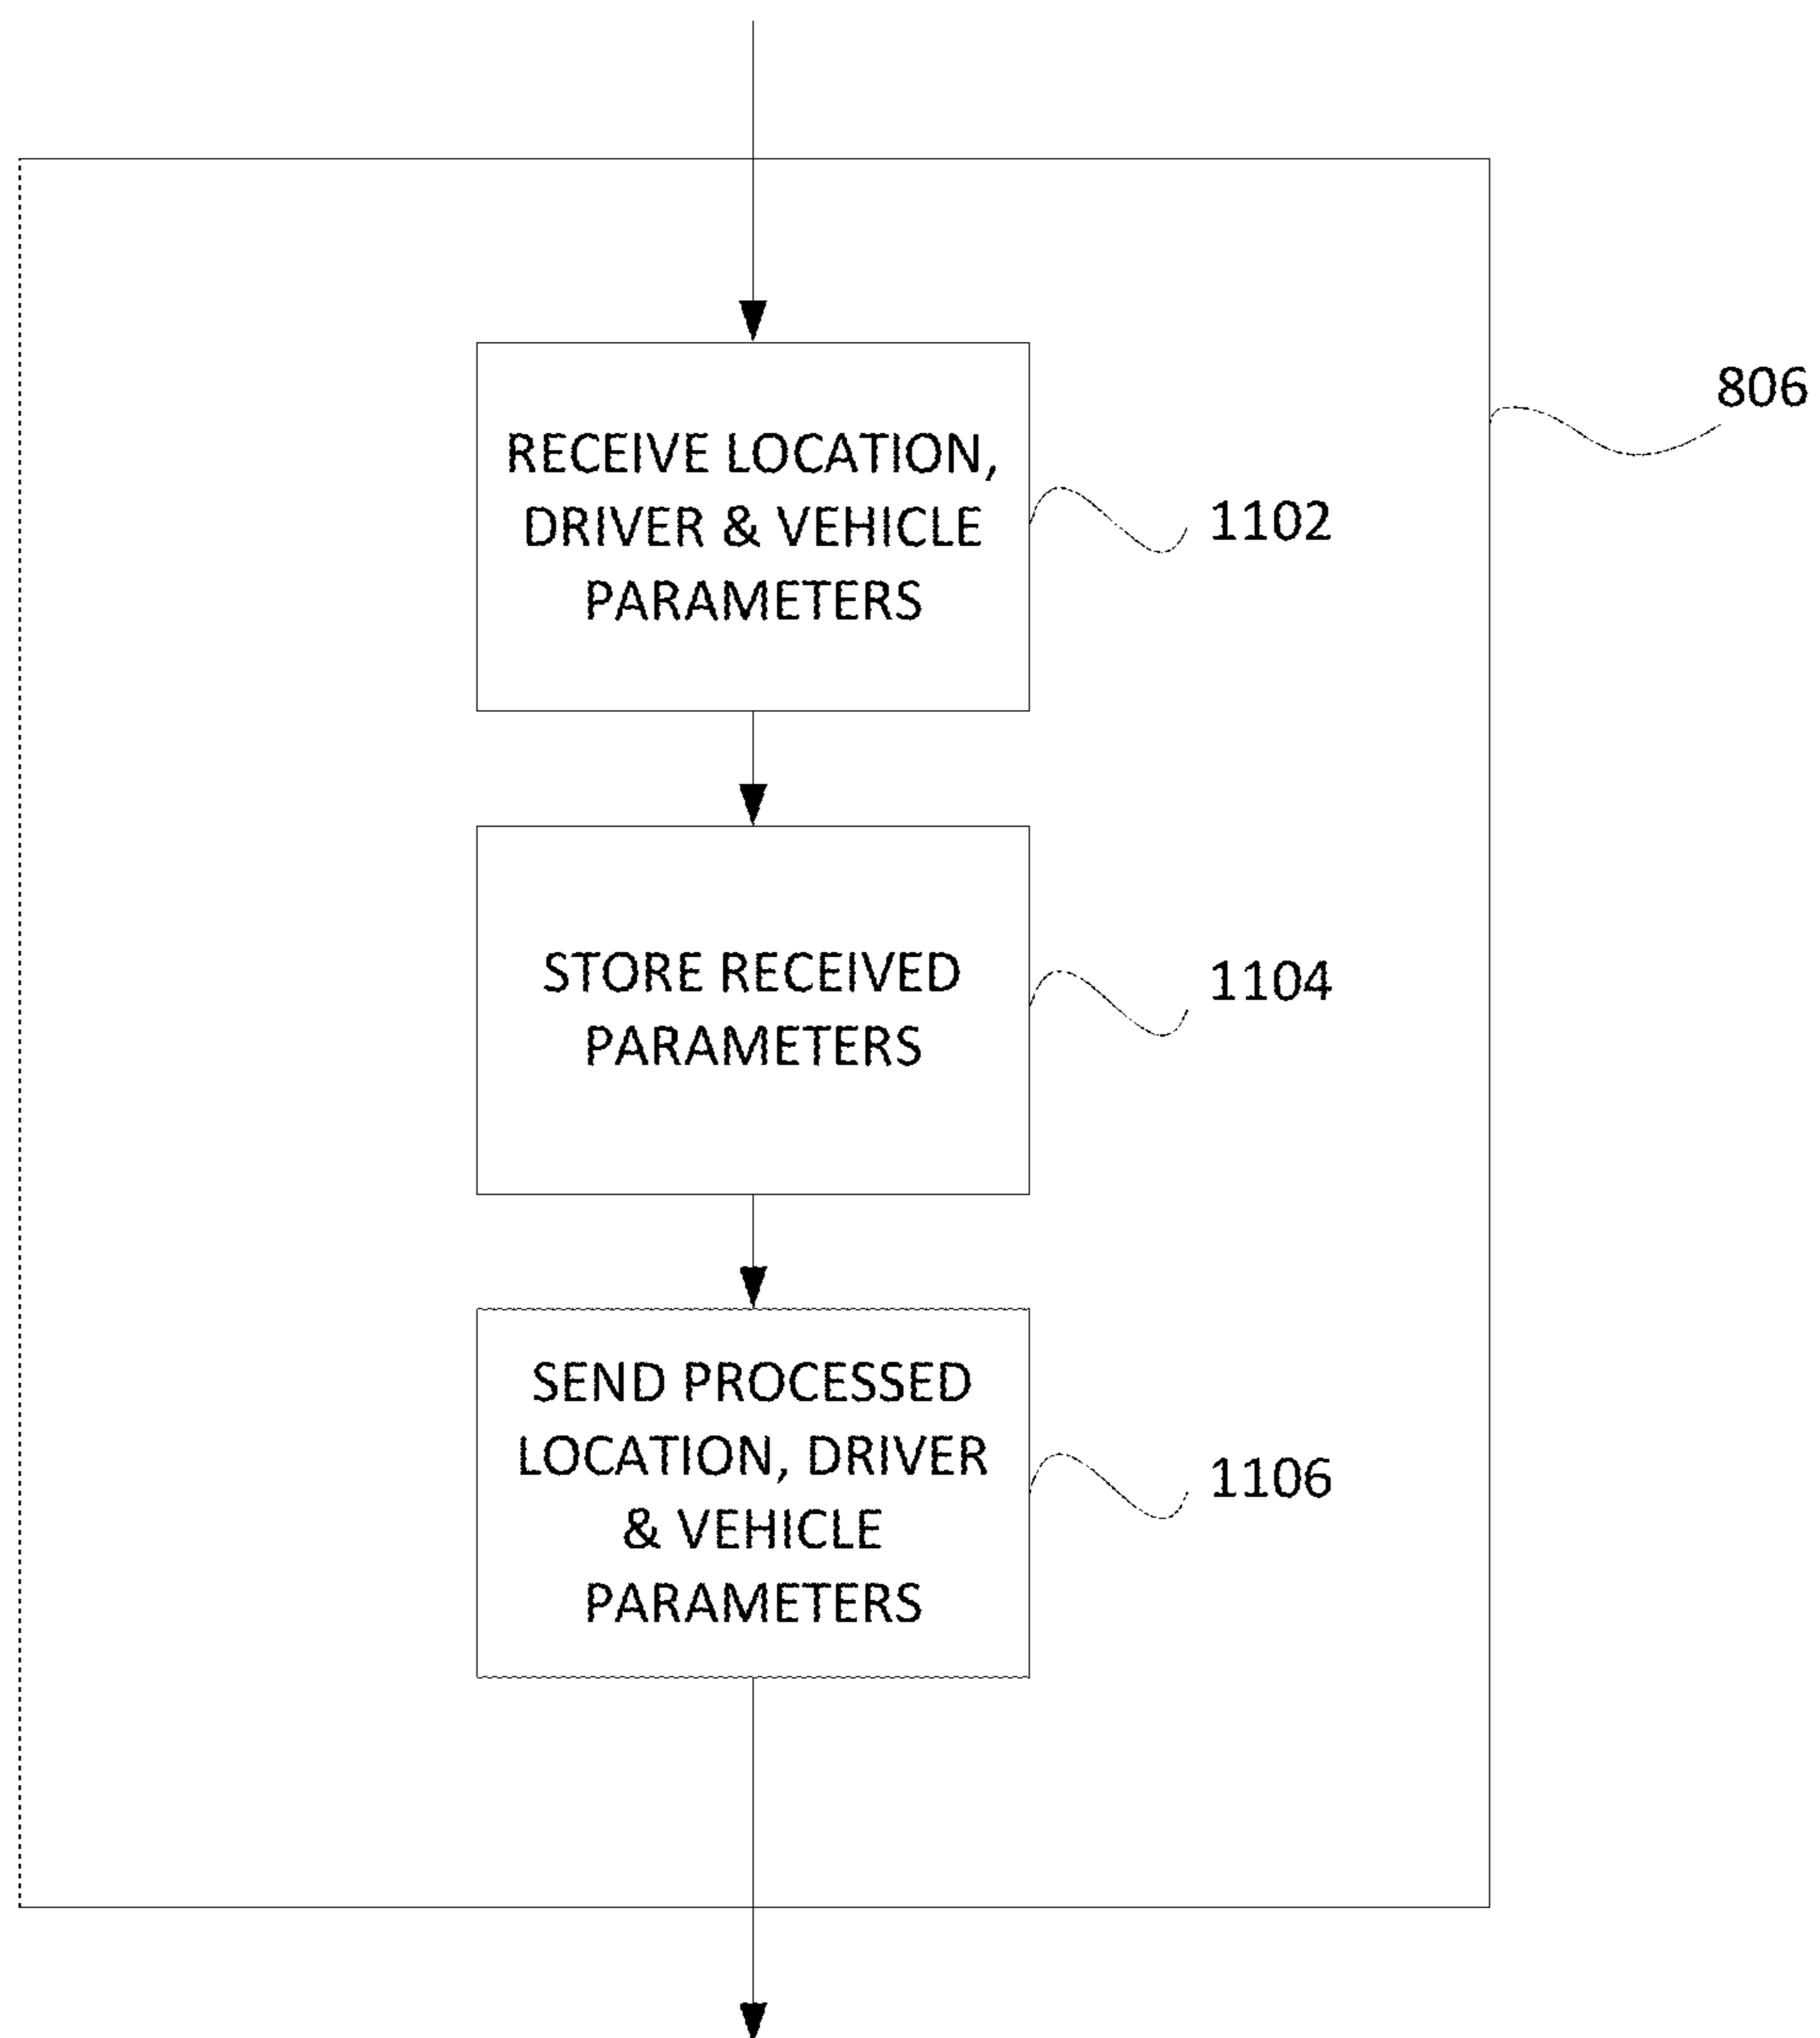 806
RECEIVE LOCATION,
DRIVER & VEHICLE
PARAMETERS
1102
STORE RECEIVED
PARAMETERS
1104
SEND PROCESSED
LOCATION, DRIVER
& VEHICLE
PARAMETERS
1106